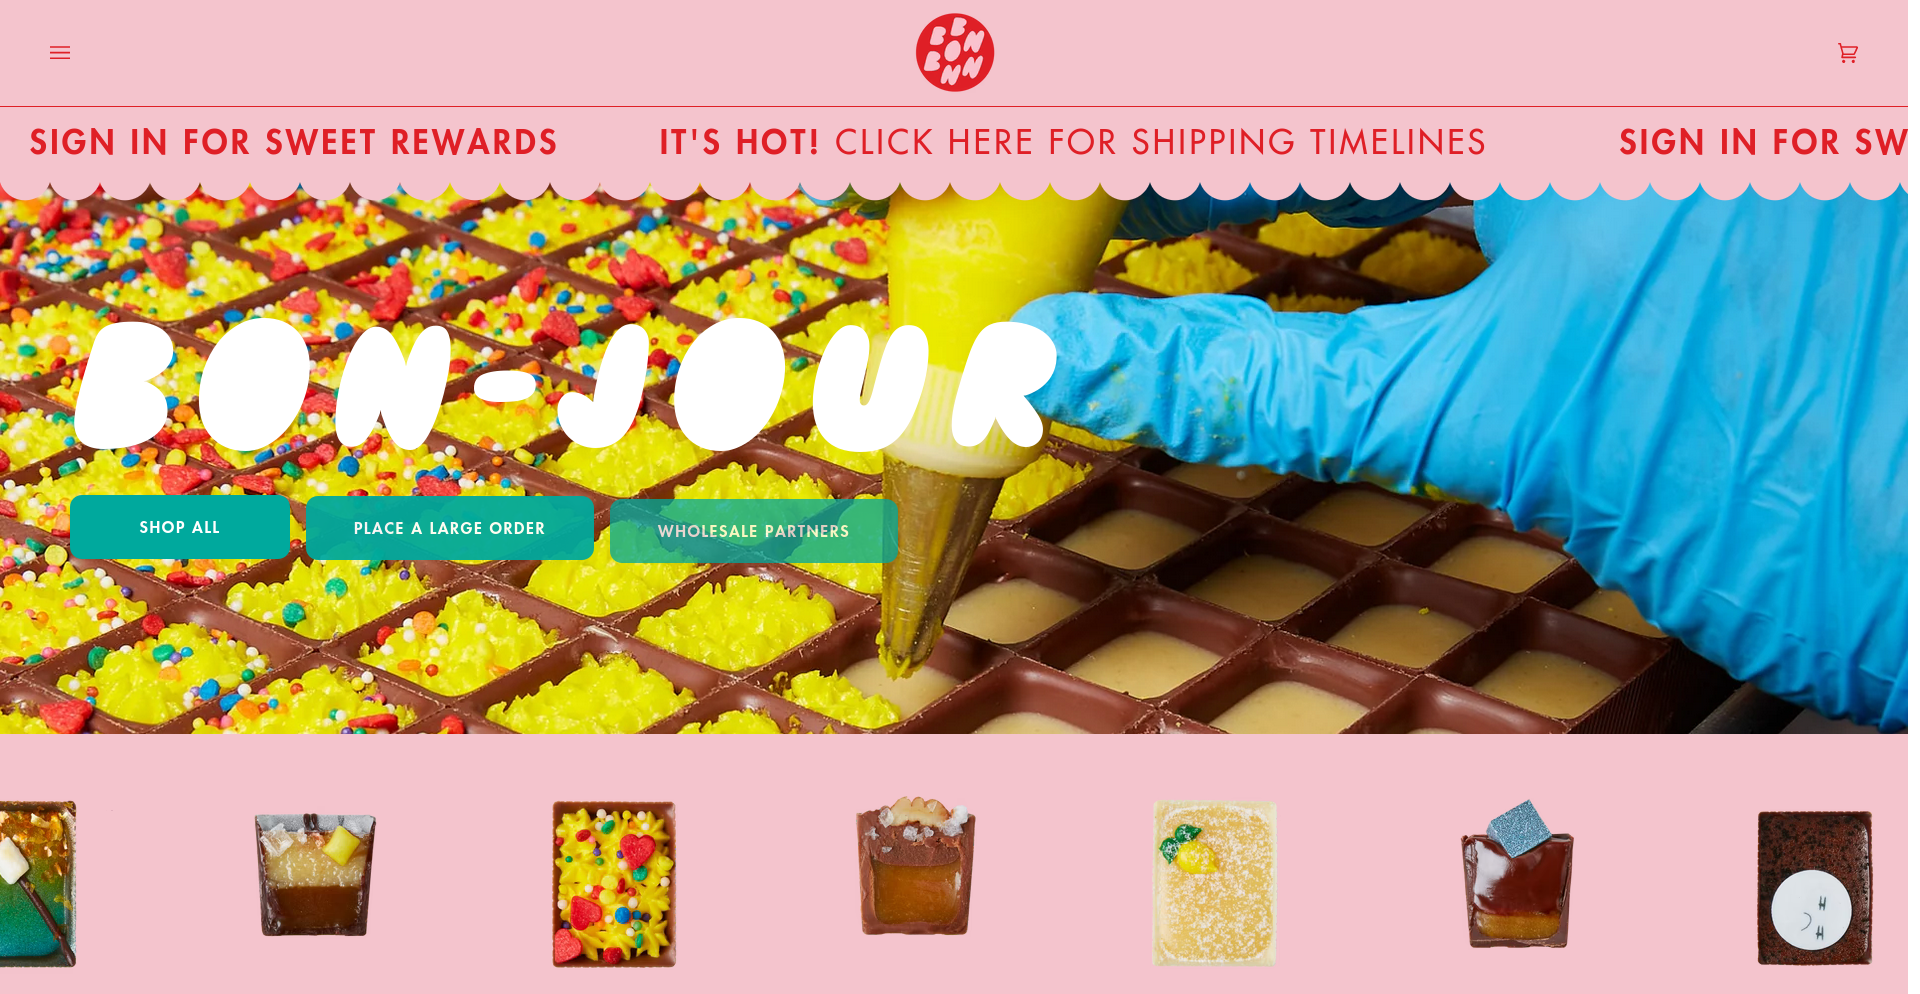 B BON BON NN
SIGN IN FOR SWEET REWARDS
IT'S HOT! CLICK HERE FOR SHIPPING TIMELINES
SIGN IN FOR SW
BON-JOUR
SHOP ALL
PLACE A LARGE ORDER
WHOLESALE PARTNERS